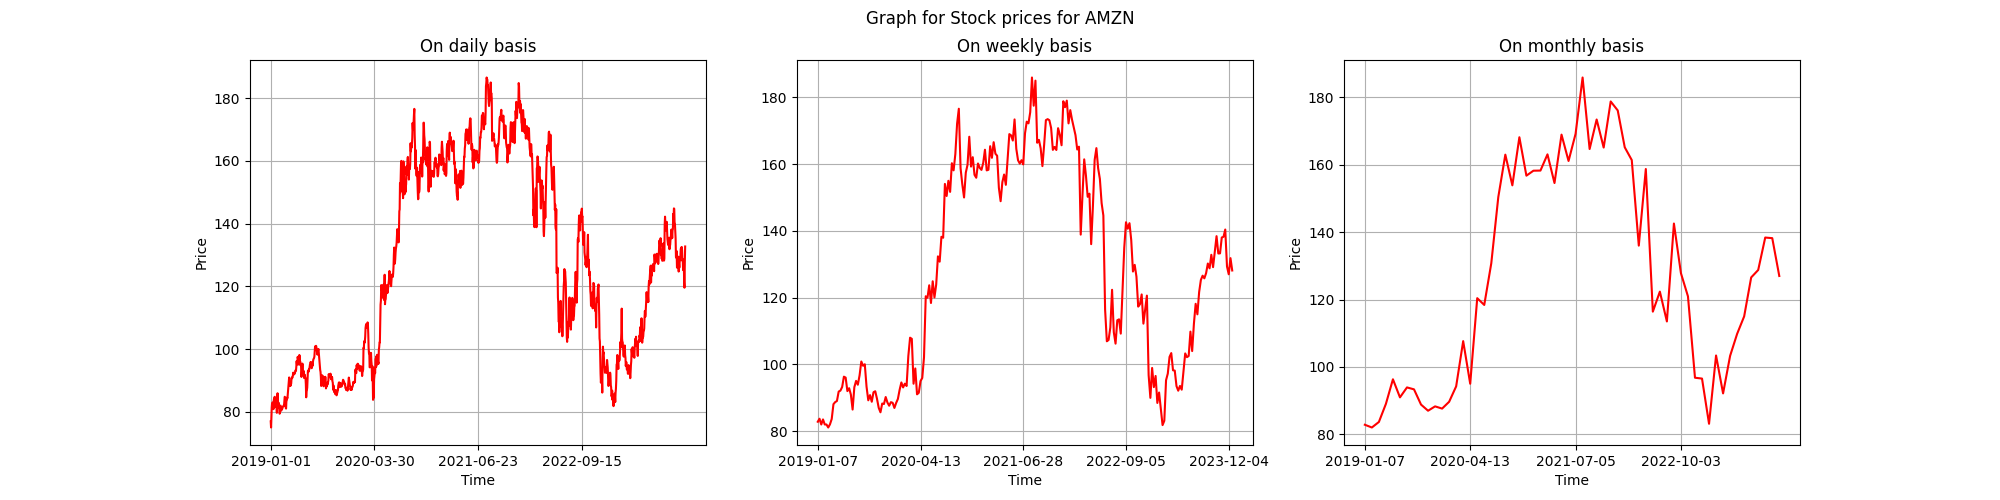 Graph for Stock prices for AMZN
On daily basis
Price
180
160
140
120
100
80
2019-01-01 2020-03-30 2021-06-23 2022-09-15
Time
On weekly basis
Price
180
160
140
120
100
80
2019-01-07 2020-04-13 2021-06-28 2022-09-05 2023-12-04
Time
On monthly basis
Price
180
160
140
120
100
80
2019-01-07 2020-04-13 2021-07-05 2022-10-03
Time